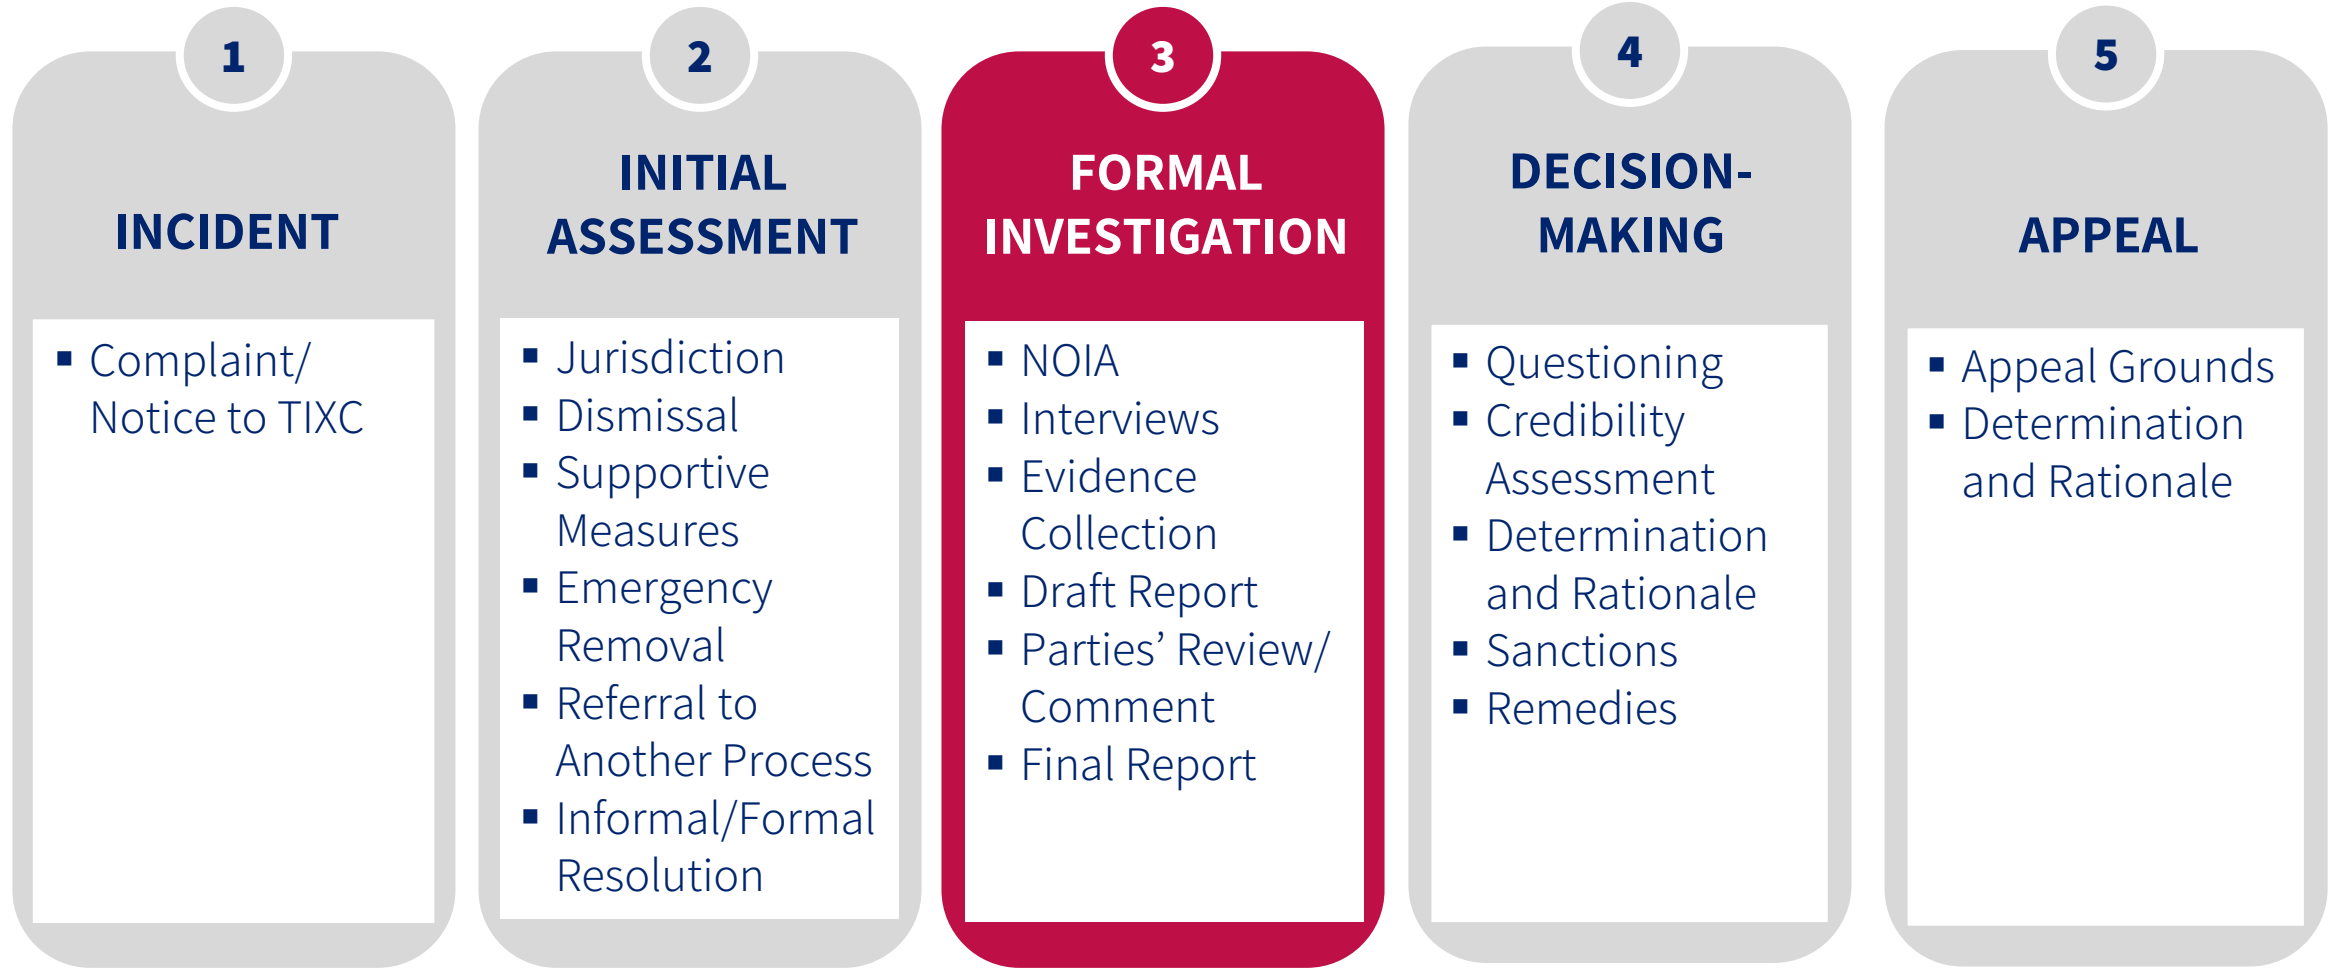 1
INCIDENT
▪ Complaint/
Notice to TIXC
2
INITIAL
ASSESSMENT
▪ Jurisdiction
▪ Dismissal
▪ Supportive
Measures
▪ Emergency
Removal
▪ Referral to
Another Process
▪ Informal/Formal
Resolution
3
FORMAL
INVESTIGATION
▪ NOIA
▪ Interviews
▪ Evidence
Collection
▪ Draft Report
▪ Parties’ Review/
Comment
▪ Final Report
4
DECISION-
MAKING
▪ Questioning
▪ Credibility
Assessment
▪ Determination
and Rationale
▪ Sanctions
▪ Remedies
5
APPEAL
▪ Appeal Grounds
▪ Determination
and Rationale